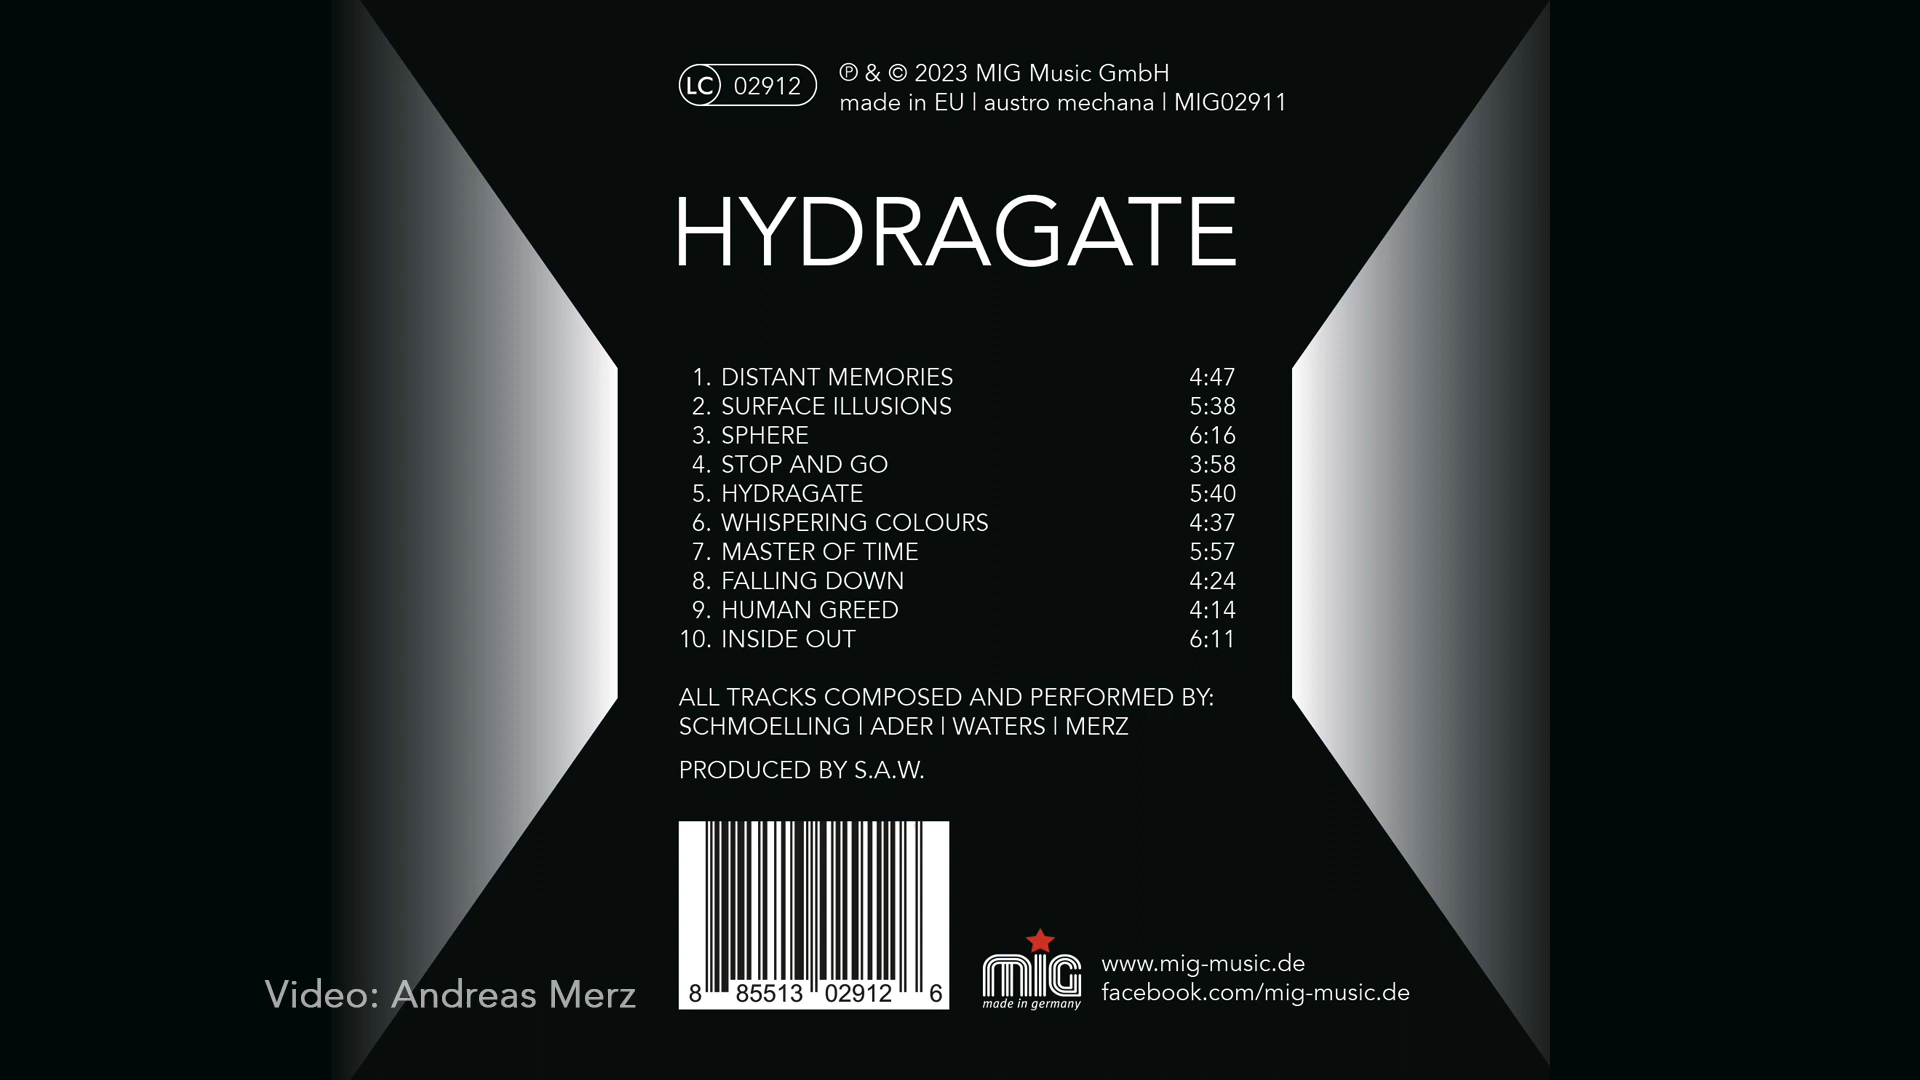 LC 02912
℗ & © 2023 MIG Music GmbH
made in EU | austro mechana | MIG02911
HYDRAGATE
1. DISTANT MEMORIES 4:47
2. SURFACE ILLUSIONS 5:38
3. SPHERE 6:16
4. STOP AND GO 3:58
5. HYDRAGATE 5:40
6. WHISPERING COLOURS 4:37
7. MASTER OF TIME 5:57
8. FALLING DOWN 4:24
9. HUMAN GREED 4:14
10. INSIDE OUT 6:11
ALL TRACKS COMPOSED AND PERFORMED BY:
SCHMOELLING | ADER | WATERS | MERZ
PRODUCED BY S.A.W.
8 85513 02912 6
mig
made in germany
www.mig-music.de
facebook.com/mig-music.de
Video: Andreas Merz